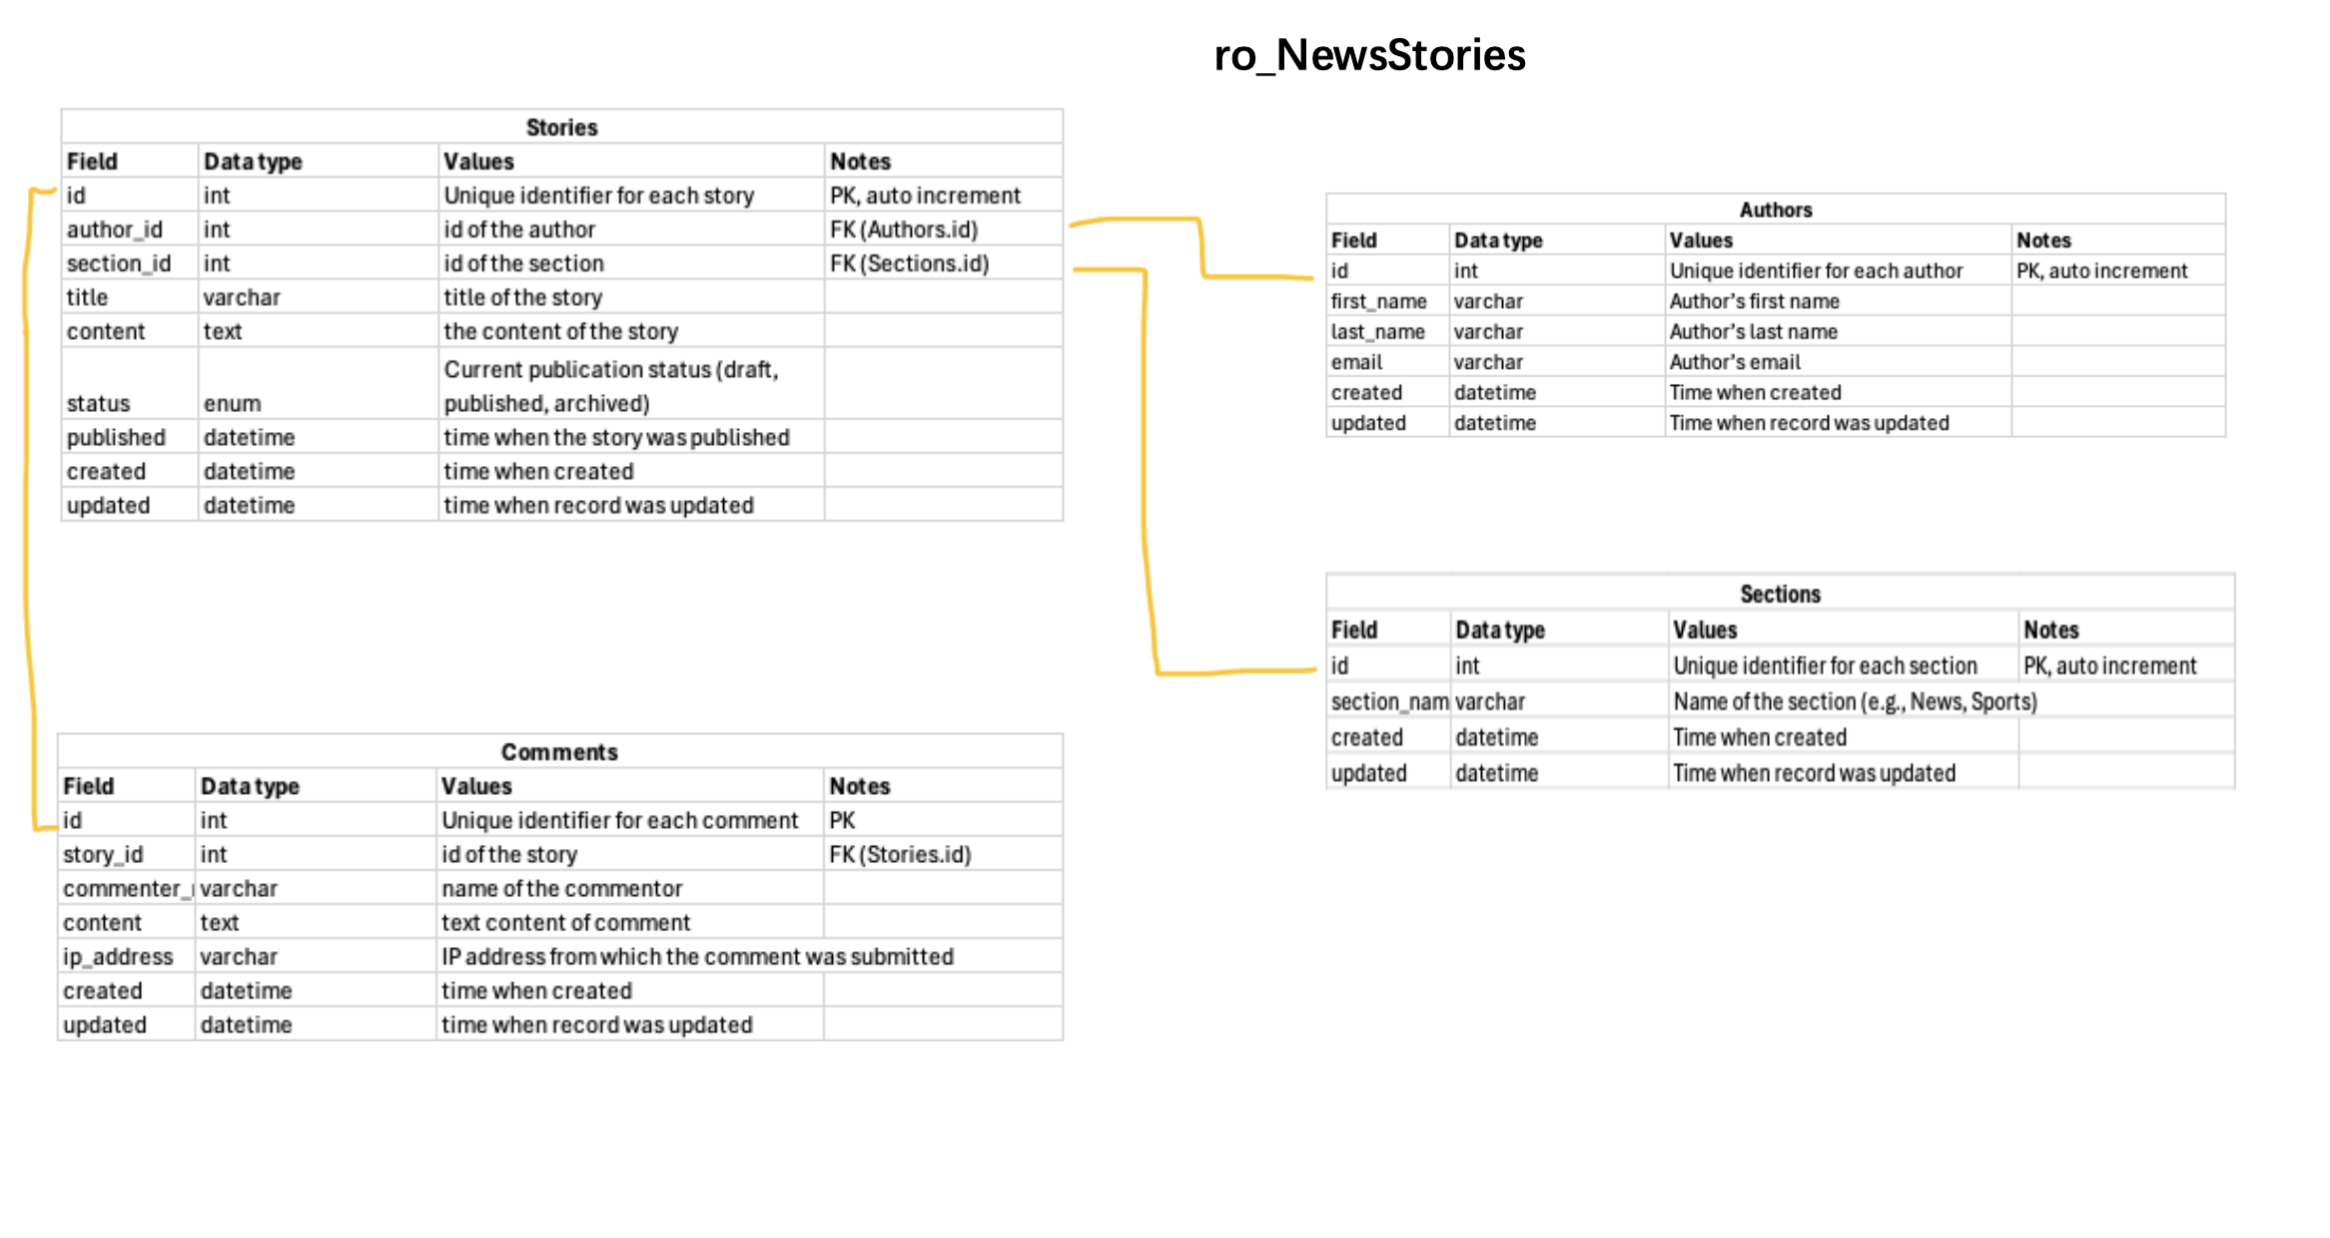 ro_NewsStories
Stories
Field Data type Values Notes
id int Unique identifier for each story PK, auto increment
author_id int id of the author FK (Authors.id)
section_id int id of the section FK (Sections.id)
title varchar title of the story
content text the content of the story
status enum Current publication status (draft,
published, archived)
published datetime time when the story was published
created datetime time when created
updated datetime time when record was updated
Authors
Field Data type Values Notes
id int Unique identifier for each author PK, auto increment
first_name varchar Author's first name
last_name varchar Author's last name
email varchar Author's email
created datetime Time when created
updated datetime Time when record was updated
Sections
Field Data type Values Notes
id int Unique identifier for each section PK, auto increment
section_nam varchar Name of the section (e.g., News, Sports)
created datetime Time when created
updated datetime Time when record was updated
Comments
Field Data type Values Notes
id int Unique identifier for each comment PK
story_id int id of the story FK (Stories.id)
commenter_ varchar name of the commentor
content text text content of comment
ip_address varchar IP address from which the comment was submitted
created datetime time when created
updated datetime time when record was updated